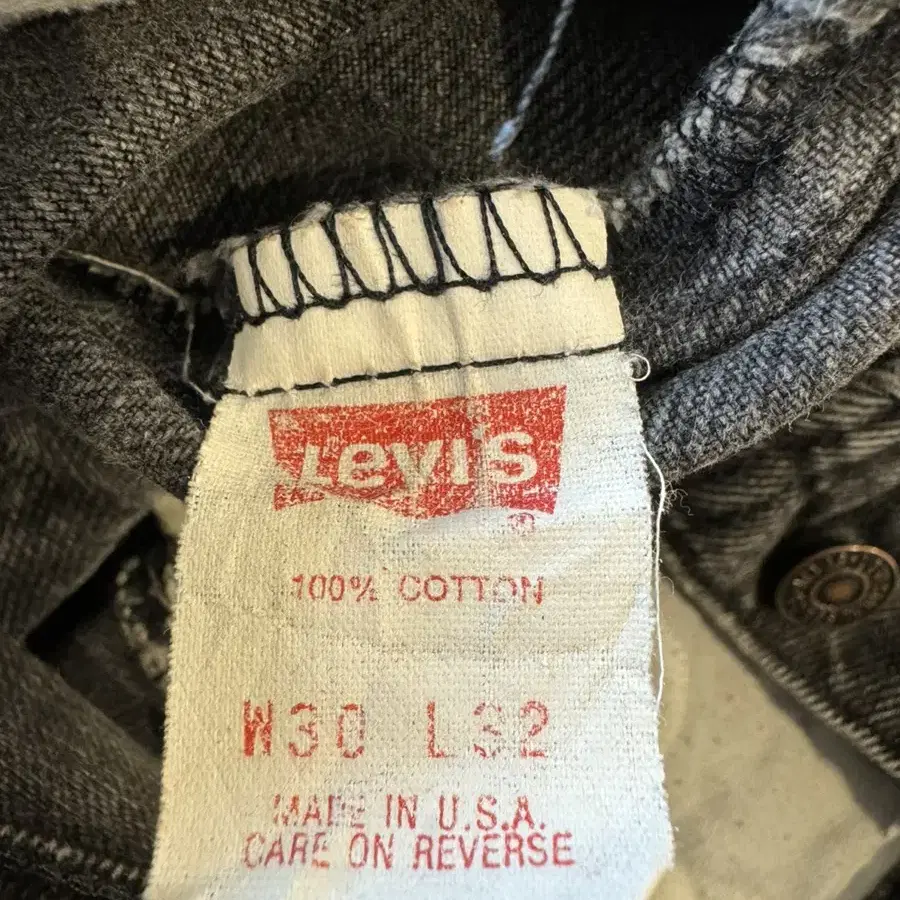 Levi's
®
100% COTTON
W30 L32
MADE IN U.S.A.
CARE ON REVERSE